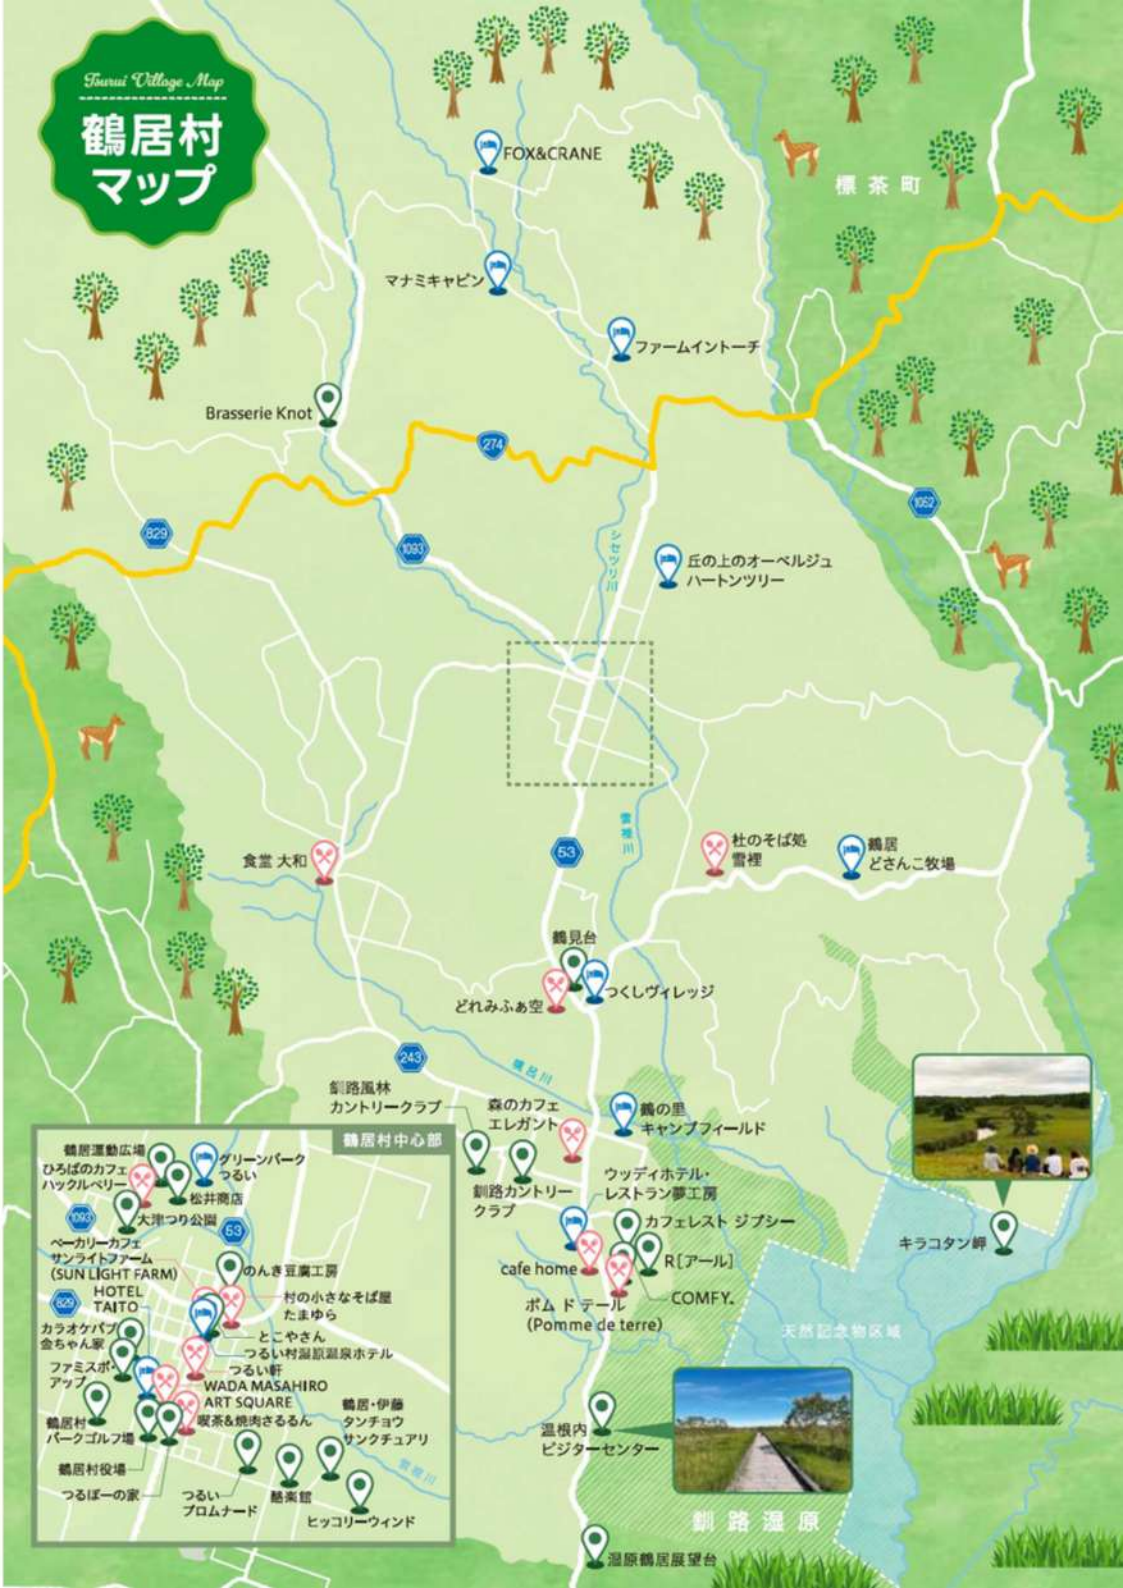 Tsurui Village Map
鶴居村
マップ
FOX&CRANE
標茶町
マナミキャビン
ファームイントーチ
Brasserie Knot
274
1062
829
1093
シセツリ川
丘の上のオーベルジュ
ハートンツリー
雪裡川
53
杜のそば処
雪裡
鶴居
どさんこ牧場
食堂 大和
鶴見台
つくしヴィレッジ
どれみふぁ空
243
幌呂川
釧路風林
カントリークラブ
森のカフェ
エレガント
鶴の里
キャンプフィールド
釧路カントリー
クラブ
ウッディホテル・
レストラン夢工房
カフェレスト ジプシー
R[アール]
cafe home
COMFY.
ポム ド テール
(Pomme de terre)
キラコタン岬
天然記念物区域
温根内
ビジターセンター
釧路湿原
湿原鶴居展望台
鶴居村中心部
鶴居運動広場
グリーンパーク
つるい
ひろばのカフェ
ハックルベリー
松井商店
1093
大津つり公園
53
ベーカリーカフェ
サンライトファーム
(SUN LIGHT FARM)
のんき豆腐工房
HOTEL
TAITO
829
村の小さなそば屋
たまゆら
カラオケパブ
金ちゃん家
とこやさん
つるい村湿原温泉ホテル
ファミスポ・
アップ
つるい軒
WADA MASAHIRO
ART SQUARE
鶴居村
パークゴルフ場
喫茶&焼肉さるるん
鶴居・伊藤
タンチョウ
サンクチュアリ
鶴居村役場
雪裡川
つるぼーの家
つるい
プロムナード
酪楽館
ヒッコリーウィンド